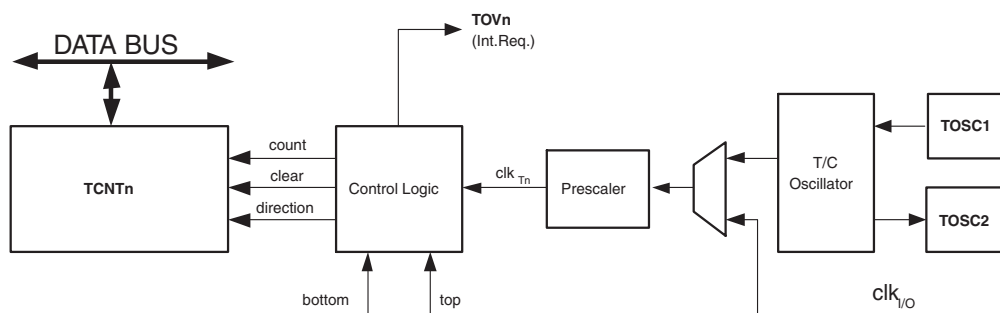 TOVn
(Int.Req.)
DATA BUS
TCNTn
count
clear
direction
Control Logic
clk Tn
Prescaler
T/C
Oscillator
TOSC1
TOSC2
bottom
top
clk I/O